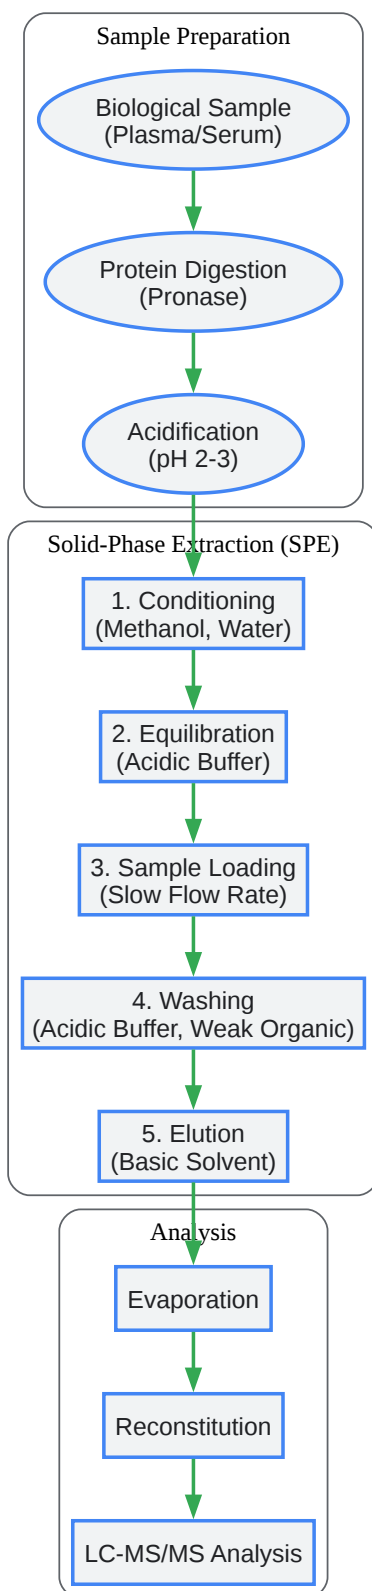 Sample Preparation
Biological Sample
(Plasma/Serum)
Protein Digestion
(Pronase)
Acidification
(pH 2-3)
Solid-Phase Extraction (SPE)
1. Conditioning
(Methanol, Water)
2. Equilibration
(Acidic Buffer)
3. Sample Loading
(Slow Flow Rate)
4. Washing
(Acidic Buffer, Weak Organic)
5. Elution
(Basic Solvent)
Analysis
Evaporation
Reconstitution
LC-MS/MS Analysis